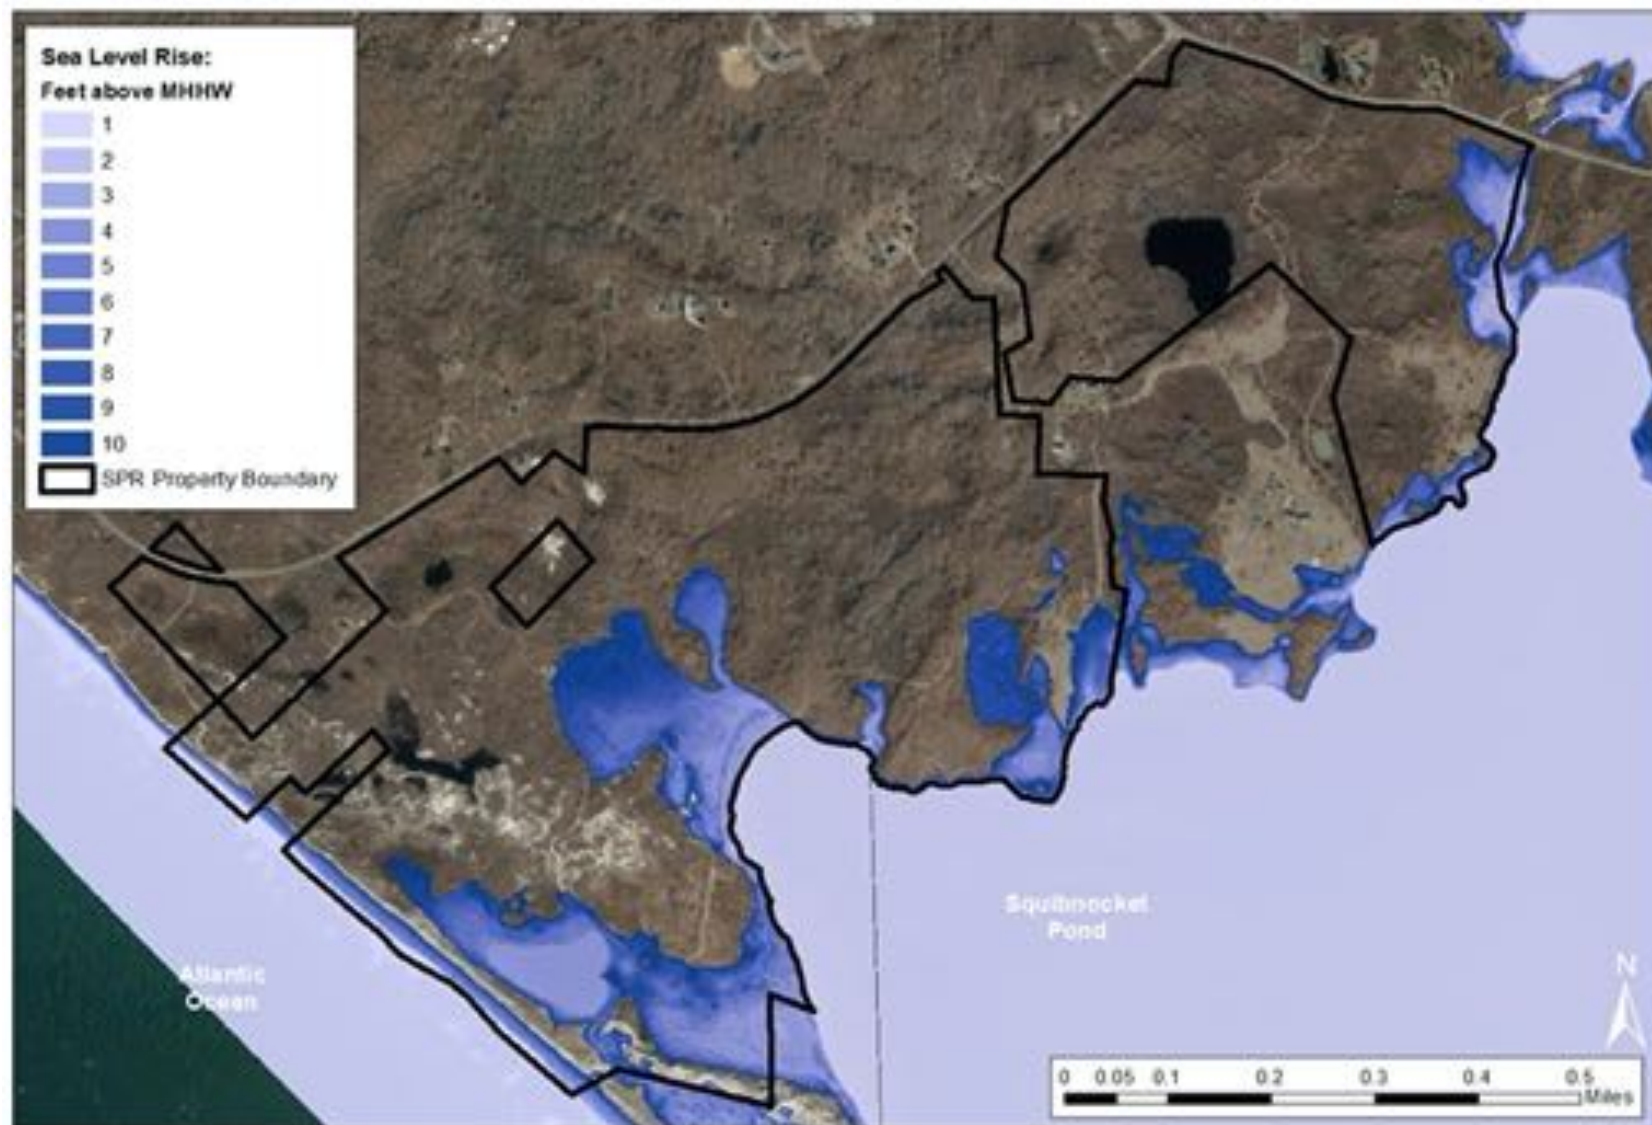 Sea Level Rise:
Feet above MHHW
1
2
3
4
5
6
7
8
9
10
SPR Property Boundary
Squibnocket
Pond
Atlantic
Ocean
N
0 0.05 0.1 0.2 0.3 0.4 0.5
Miles